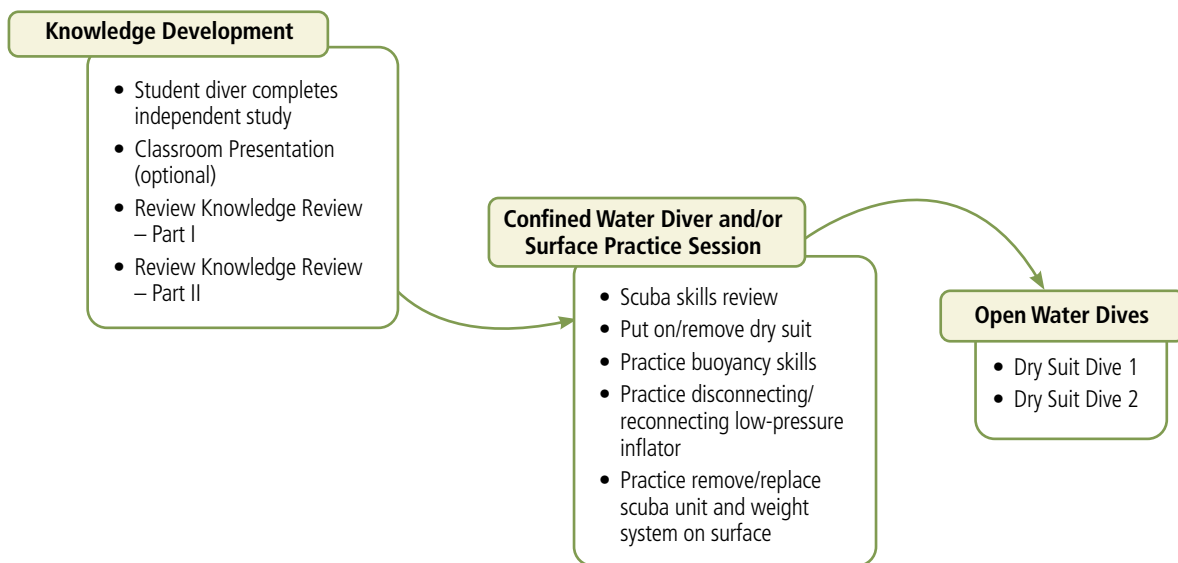 Knowledge Development
• Student diver completes
independent study
• Classroom Presentation
(optional)
• Review Knowledge Review
– Part I
• Review Knowledge Review
– Part II
Confined Water Diver and/or
Surface Practice Session
• Scuba skills review
• Put on/remove dry suit
• Practice buoyancy skills
• Practice disconnecting/
reconnecting low-pressure
inflator
• Practice remove/replace
scuba unit and weight
system on surface
Open Water Dives
• Dry Suit Dive 1
• Dry Suit Dive 2